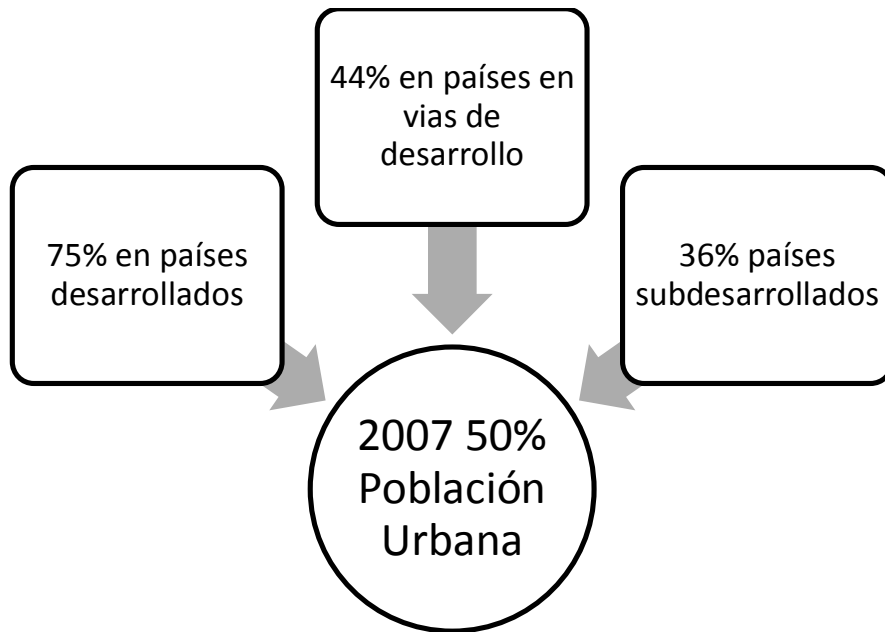 44% en países en
vias de
desarrollo
75% en países
desarrollados
36% países
subdesarrollados
2007 50%
Población
Urbana